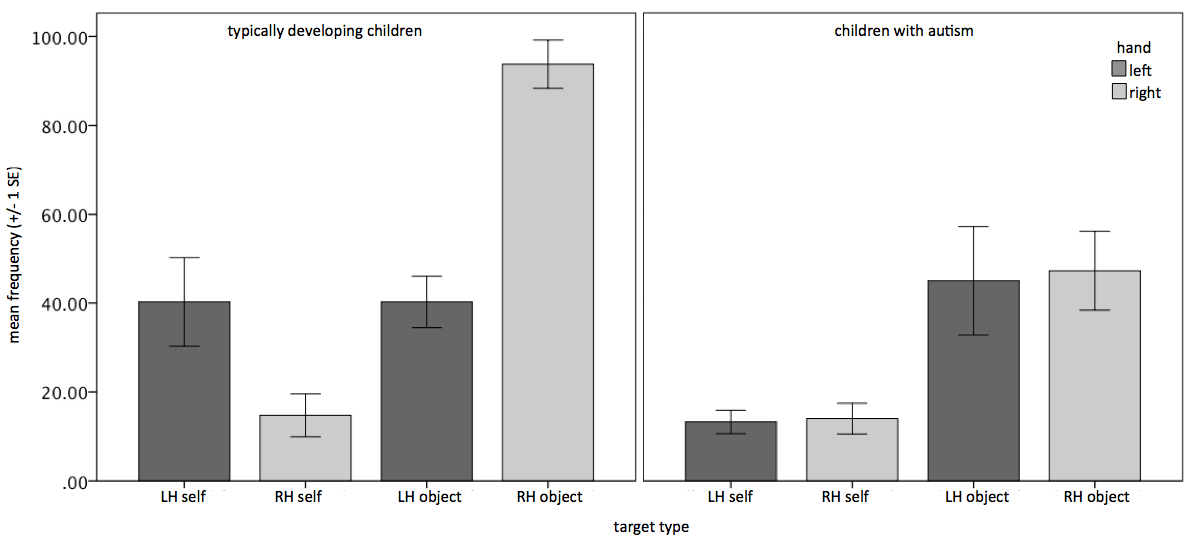 typically developing children
children with autism
hand
left
right
100.00
80.00
60.00
40.00
20.00
.00
mean frequency (+/- 1 SE)
LH self RH self LH object RH object
LH self RH self LH object RH object
target type